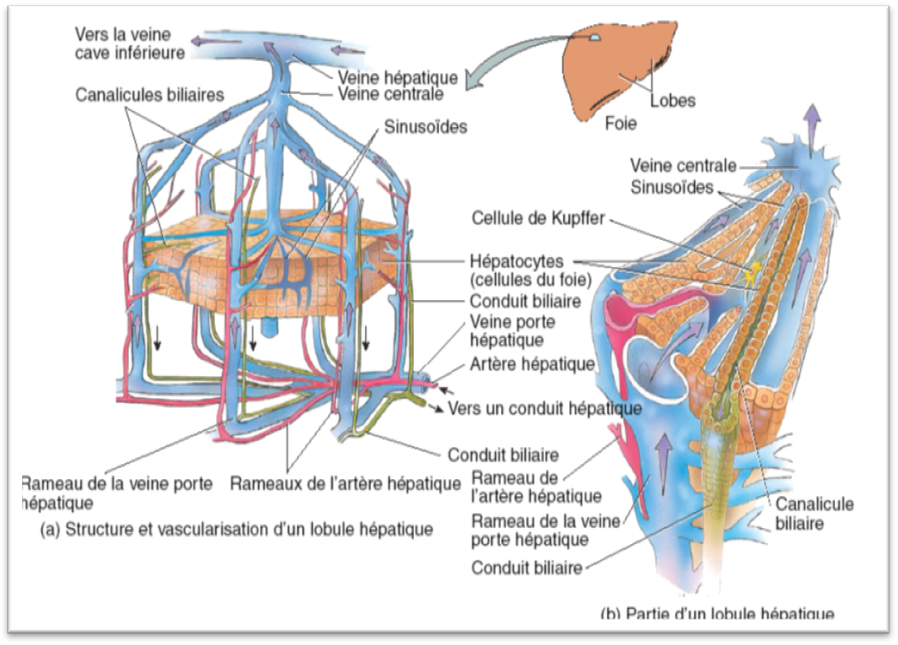 Vers la veine
cave inférieure
Canalicules biliaires
Veine hépatique
Veine centrale
Sinusoïdes
Lobes
Foie
Veine centrale
Sinusoïdes
Cellule de Kupffer
Hépatocytes
(cellules du foie)
Conduit biliaire
Veine porte
hépatique
Artère hépatique
Vers un conduit hépatique
Conduit biliaire
Rameau de la veine porte
hépatique
Rameaux de l'artère hépatique
(a) Structure et vascularisation d'un lobule hépatique
Rameau de
l'artère hépatique
Rameau de la veine
porte hépatique
Conduit biliaire
Canalicule
biliaire
(b) Partie d'un lobule hépatique